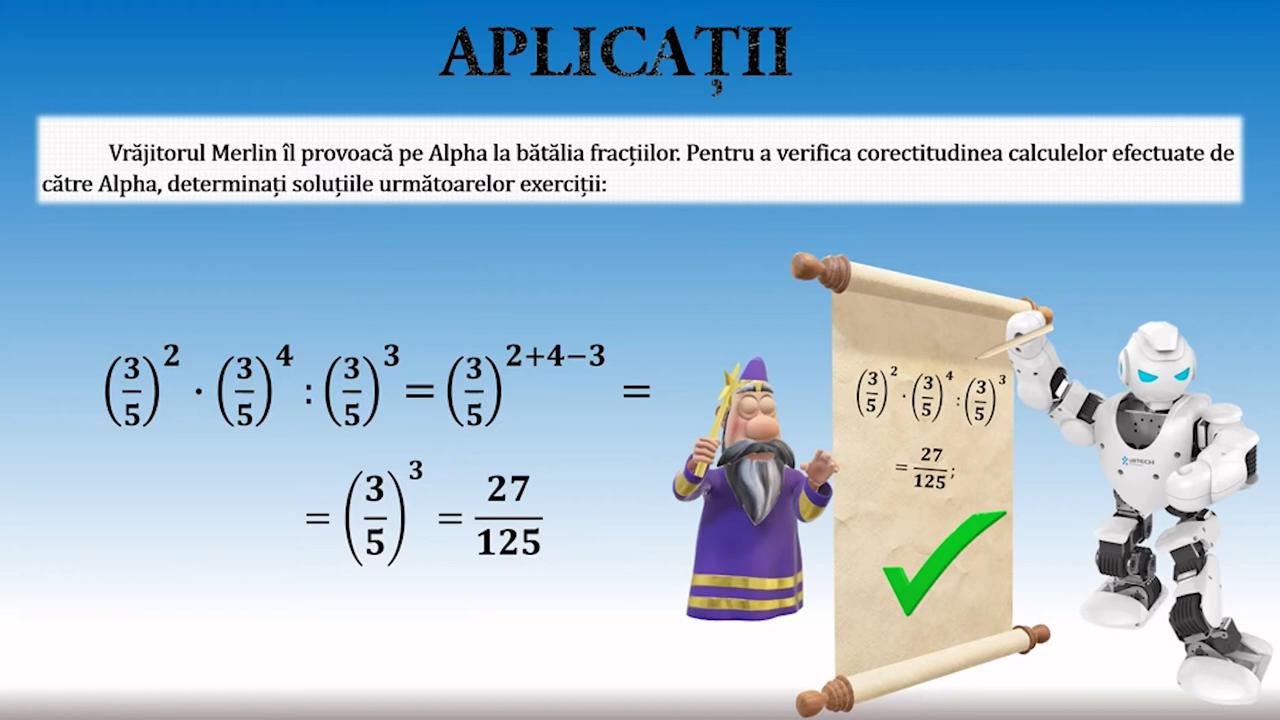 APLICAȚII
Vrăjitorul Merlin îl provoacă pe Alpha la bătălia fracțiilor. Pentru a verifica corectitudinea calculelor efectuate de
către Alpha, determinați soluțiile următoarelor exerciții:
(3/5)^2 · (3/5)^4 : (3/5)^3 = (3/5)^{2+4−3} =
= (3/5)^3 = 27/125
(3/5)^2 · (3/5)^4 : (3/5)^3
= 27/125;
UBTECH